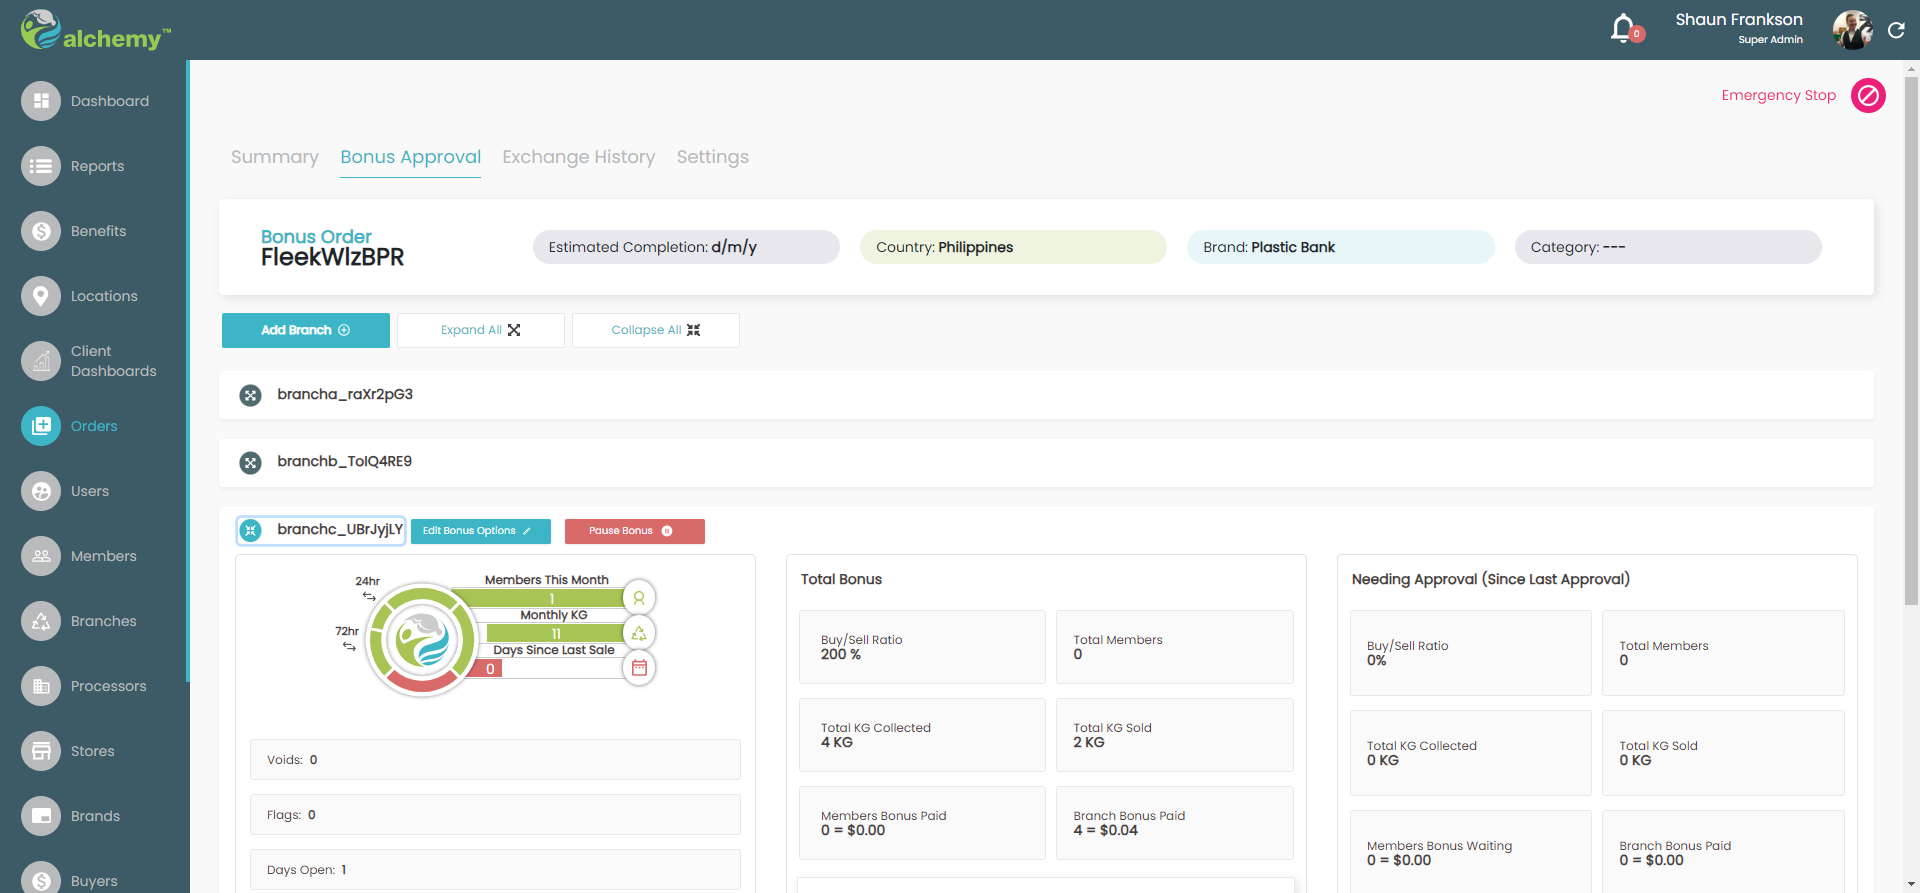 alchemy™
0
Shaun Frankson
Super Admin
Dashboard
Reports
Benefits
Locations
Client
Dashboards
Orders
Users
Members
Branches
Processors
Stores
Brands
Buyers
Emergency Stop
Summary
Bonus Approval
Exchange History
Settings
Bonus Order
FleekWlzBPR
Estimated Completion: d/m/y
Country: Philippines
Brand: Plastic Bank
Category: ---
Add Branch
Expand All
Collapse All
brancha_raXr2pG3
branchb_ToIQ4RE9
branchc_UBrJyjLY
Edit Bonus Options
Pause Bonus
24hr
72hr
Members This Month
1
Monthly KG
11
Days Since Last Sale
0
Voids: 0
Flags: 0
Days Open: 1
Total Bonus
Buy/Sell Ratio
200 %
Total Members
0
Total KG Collected
4 KG
Total KG Sold
2 KG
Members Bonus Paid
0 = $0.00
Branch Bonus Paid
4 = $0.04
Needing Approval (Since Last Approval)
Buy/Sell Ratio
0%
Total Members
0
Total KG Collected
0 KG
Total KG Sold
0 KG
Members Bonus Waiting
0 = $0.00
Branch Bonus Paid
0 = $0.00